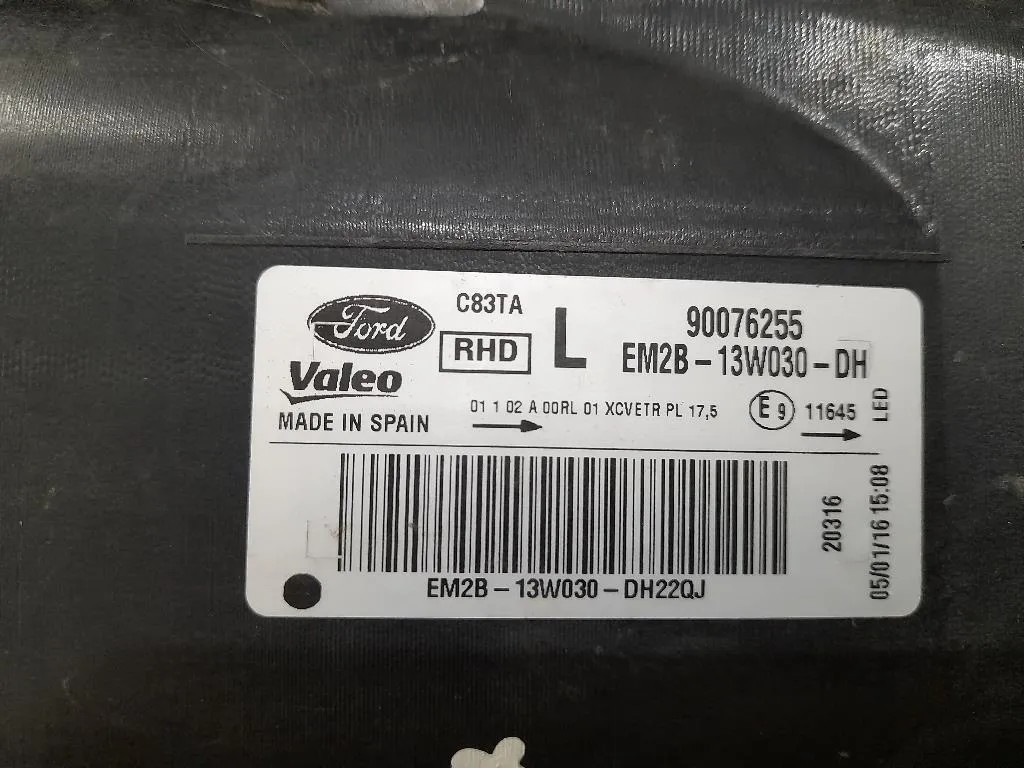 Ford
C83TA
L
90076255
RHD
EM2B-13W030-DH
Valeo
MADE IN SPAIN
01 1 02 A 00RL 01 XCVETR PL 17,5
E9
11645
LED
20316
05/01/16 15:08
EM2B-13W030-DH22QJ